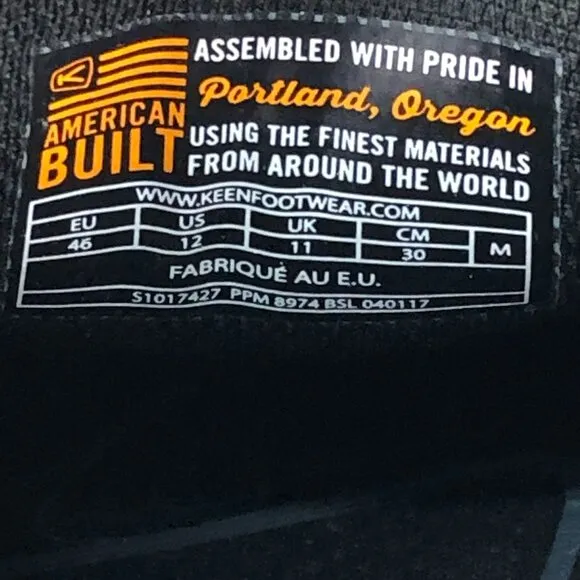 ASSEMBLED WITH PRIDE IN
Portland, Oregon
AMERICAN
BUILT
USING THE FINEST MATERIALS
FROM AROUND THE WORLD
WWW.KEENFOOTWEAR.COM
EU US UK CM M
46 12 11 30
FABRIQUÉ AU E.U.
S1017427 PPM 8974 BSL 040117